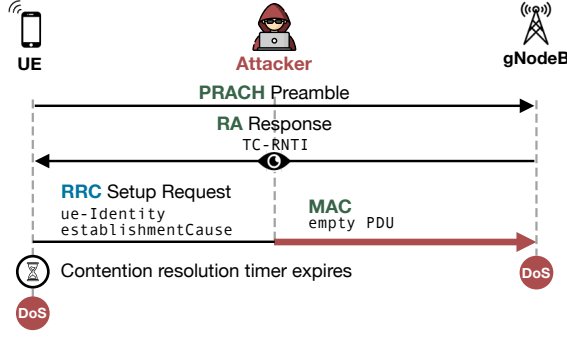 UE
Attacker
gNodeB
PRACH Preamble
RA Response
TC-RNTI
RRC Setup Request
ue-Identity
establishmentCause
MAC
empty PDU
Contention resolution timer expires
DoS
DoS